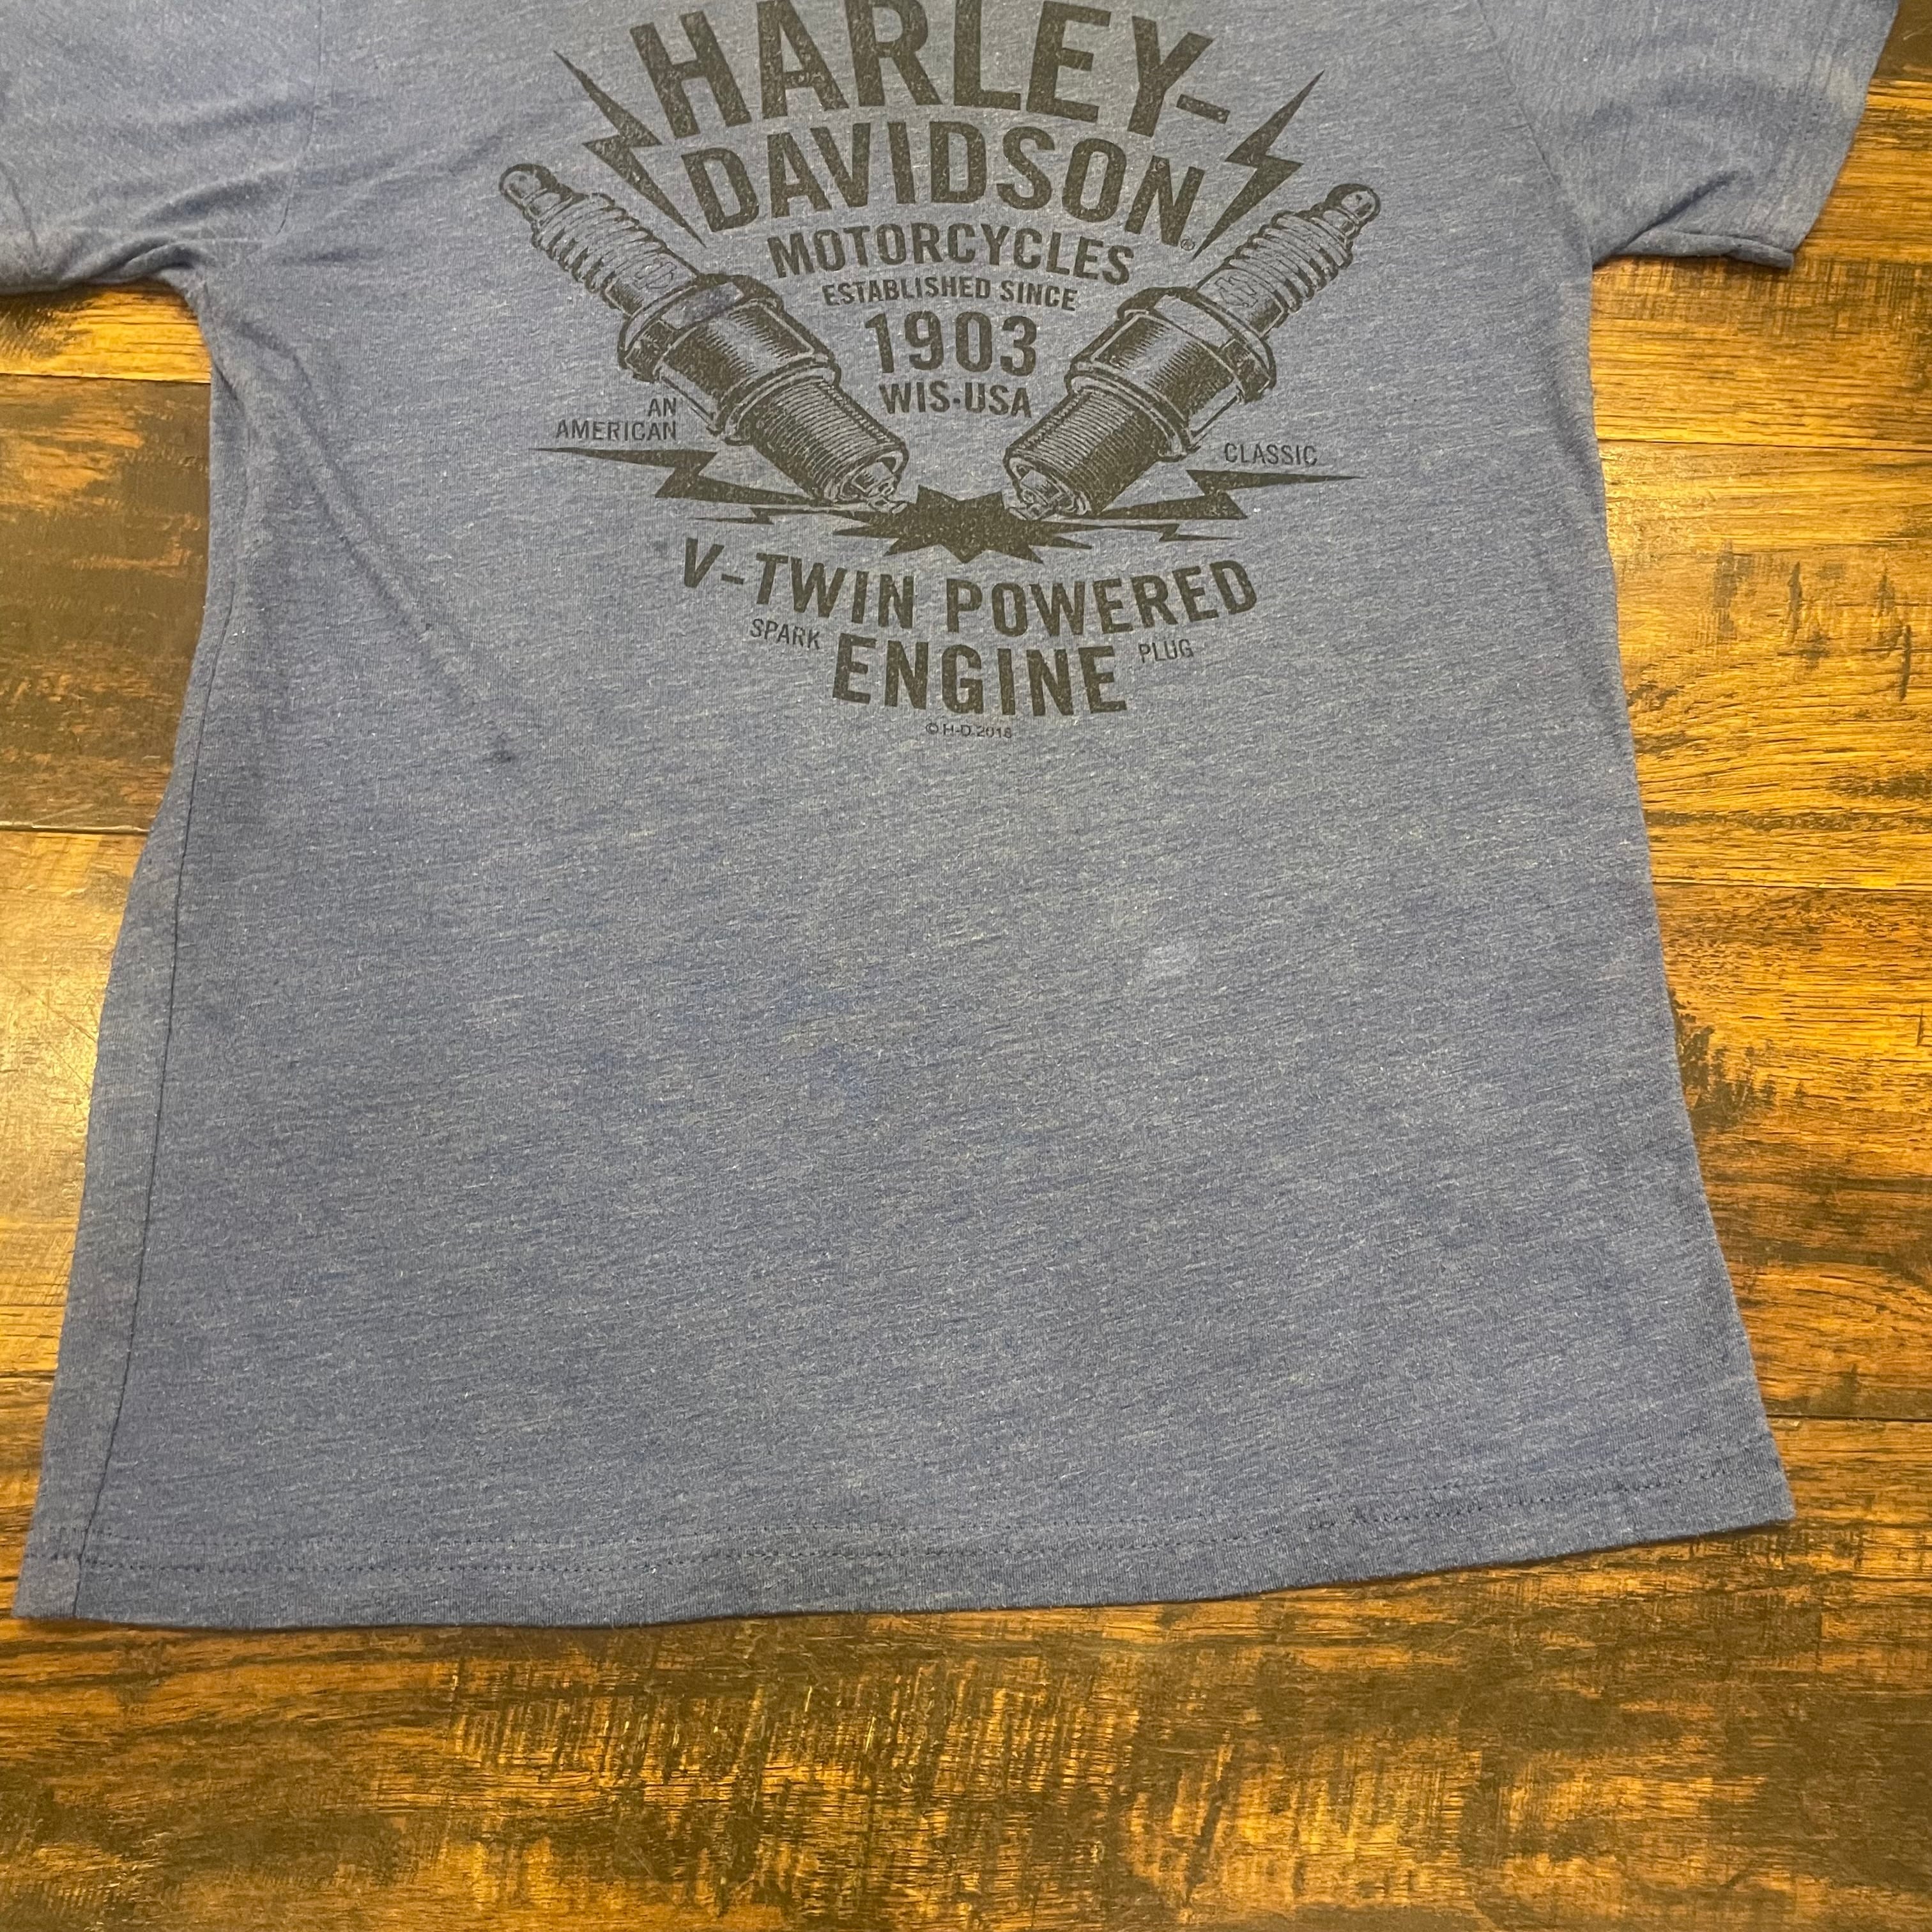 HARLEY-
DAVIDSON®
MOTORCYCLES
ESTABLISHED SINCE
1903
WIS·USA
AN
AMERICAN
CLASSIC
V-TWIN POWERED
SPARK ENGINE PLUG
© H-D 2018